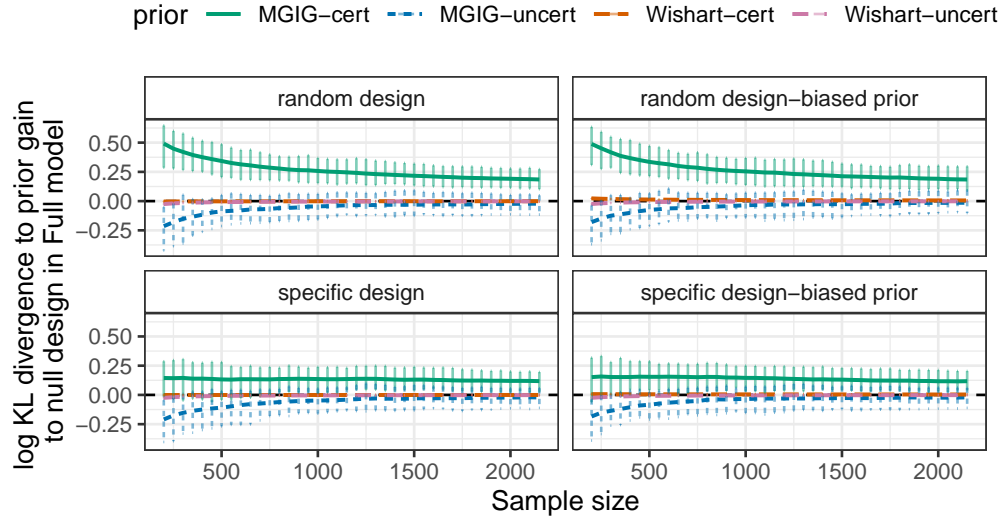 prior MGIG−cert MGIG−uncert Wishart−cert Wishart−uncert
log KL divergence to prior gain
to null design in Full model
random design
random design−biased prior
0.50
0.25
0.00
−0.25
specific design
specific design−biased prior
0.50
0.25
0.00
−0.25
500 1000 1500 2000
500 1000 1500 2000
Sample size